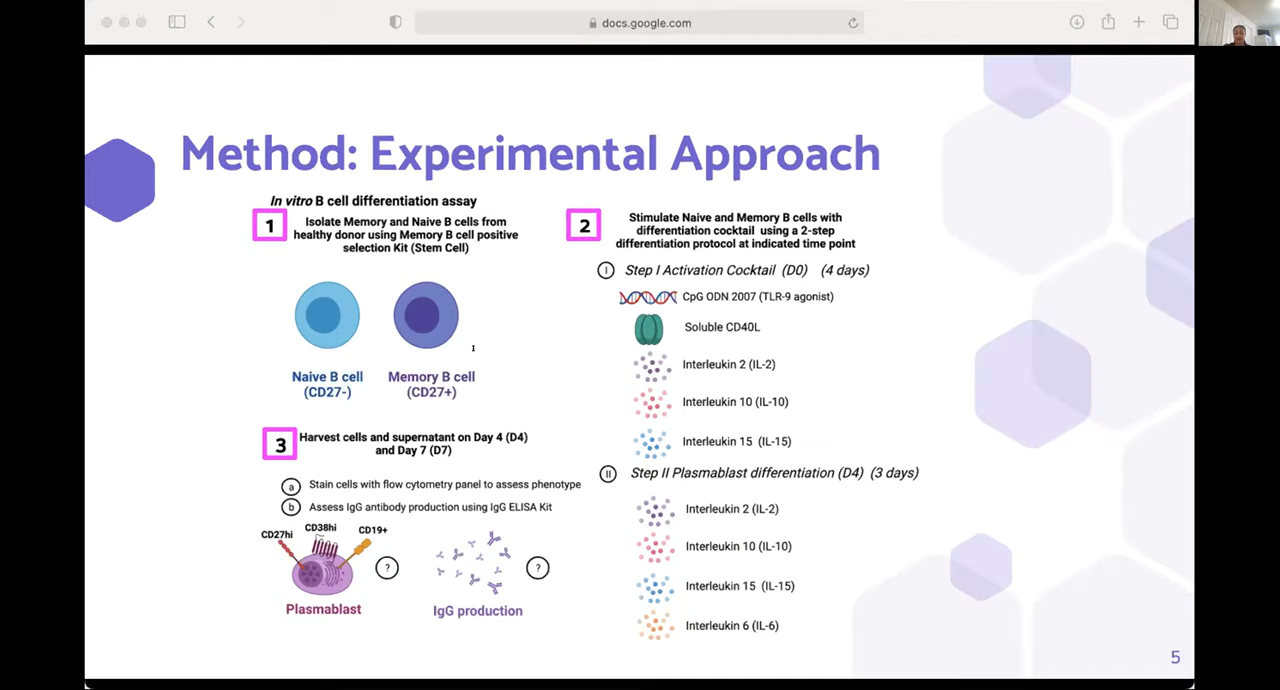 docs.google.com
Method: Experimental Approach
In vitro B cell differentiation assay
1
Isolate Memory and Naive B cells from
healthy donor using Memory B cell positive
selection Kit (Stem Cell)
Naive B cell
(CD27-)
Memory B cell
(CD27+)
2
Stimulate Naive and Memory B cells with
differentiation cocktail using a 2-step
differentiation protocol at indicated time point
I Step I Activation Cocktail (D0) (4 days)
CpG ODN 2007 (TLR-9 agonist)
Soluble CD40L
Interleukin 2 (IL-2)
Interleukin 10 (IL-10)
Interleukin 15 (IL-15)
II Step II Plasmablast differentiation (D4) (3 days)
Interleukin 2 (IL-2)
Interleukin 10 (IL-10)
Interleukin 15 (IL-15)
Interleukin 6 (IL-6)
3
Harvest cells and supernatant on Day 4 (D4)
and Day 7 (D7)
a Stain cells with flow cytometry panel to assess phenotype
b Assess IgG antibody production using IgG ELISA Kit
CD27hi
CD38hi
CD19+
?
Plasmablast
?
IgG production
5